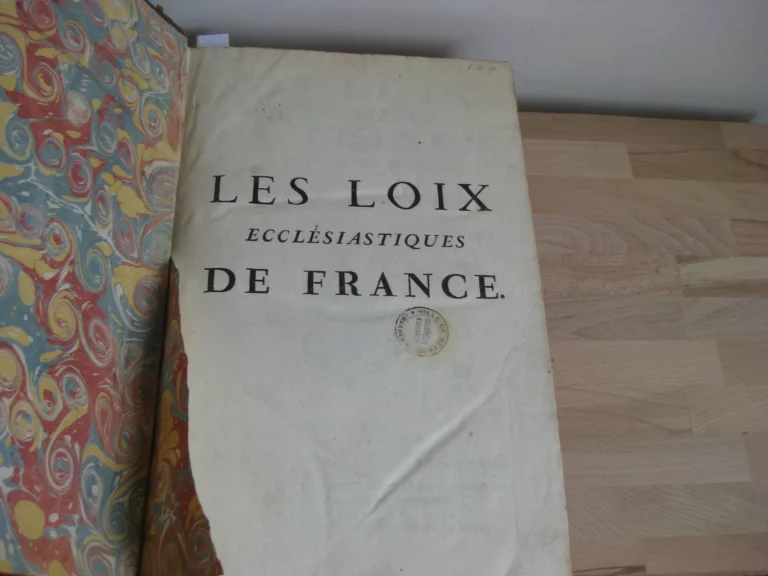 LES LOIX
ECCLÉSIASTIQUES
DE FRANCE.